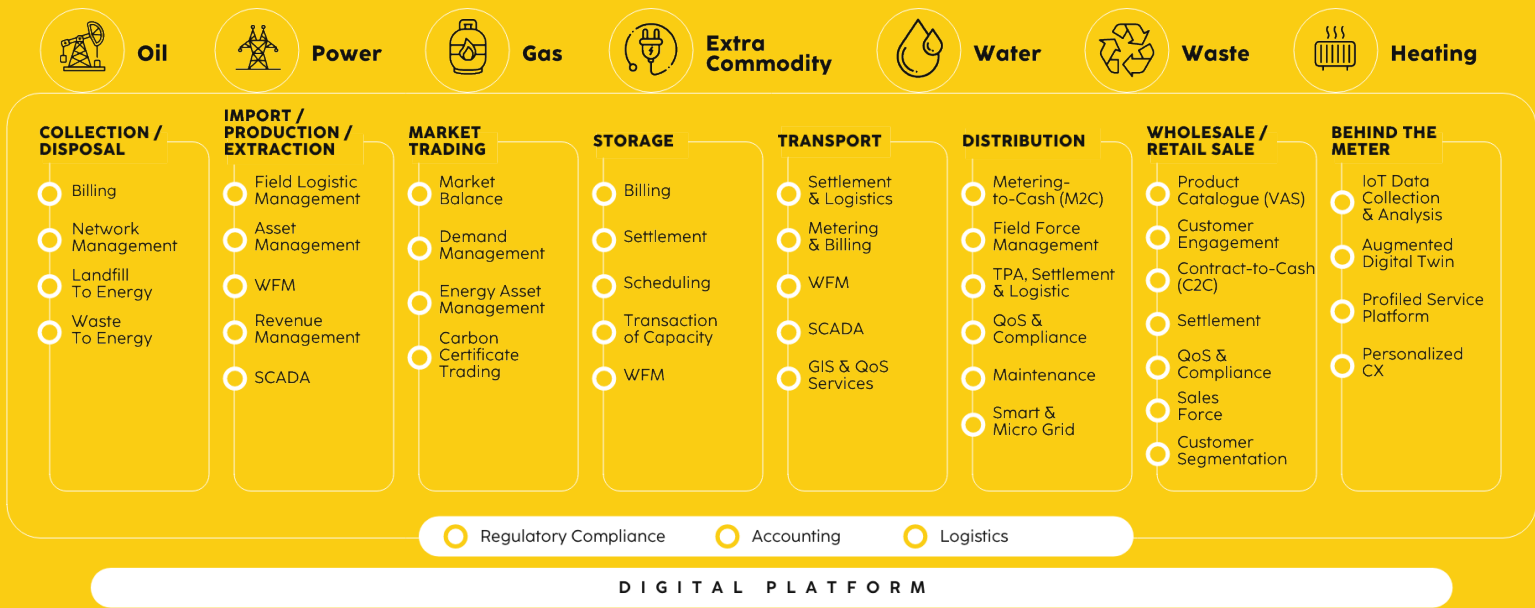 Oil
Power
Gas
Extra
Commodity
Water
Waste
Heating
COLLECTION /
DISPOSAL
Billing
Network
Management
Landfill
To Energy
Waste
To Energy
IMPORT /
PRODUCTION /
EXTRACTION
Field Logistic
Management
Asset
Management
WFM
Revenue
Management
SCADA
MARKET
TRADING
Market
Balance
Demand
Management
Energy Asset
Management
Carbon
Certificate
Trading
STORAGE
Billing
Settlement
Scheduling
Transaction
of Capacity
WFM
TRANSPORT
Settlement
& Logistics
Metering
& Billing
WFM
SCADA
GIS & QoS
Services
DISTRIBUTION
Metering-
to-Cash (M2C)
Field Force
Management
TPA, Settlement
& Logistic
QoS &
Compliance
Maintenance
Smart &
Micro Grid
WHOLESALE /
RETAIL SALE
Product
Catalogue (VAS)
Customer
Engagement
Contract-to-Cash
(C2C)
Settlement
QoS &
Compliance
Sales
Force
Customer
Segmentation
BEHIND THE
METER
IoT Data
Collection
& Analysis
Augmented
Digital Twin
Profiled Service
Platform
Personalized
CX
Regulatory Compliance
Accounting
Logistics
DIGITAL PLATFORM